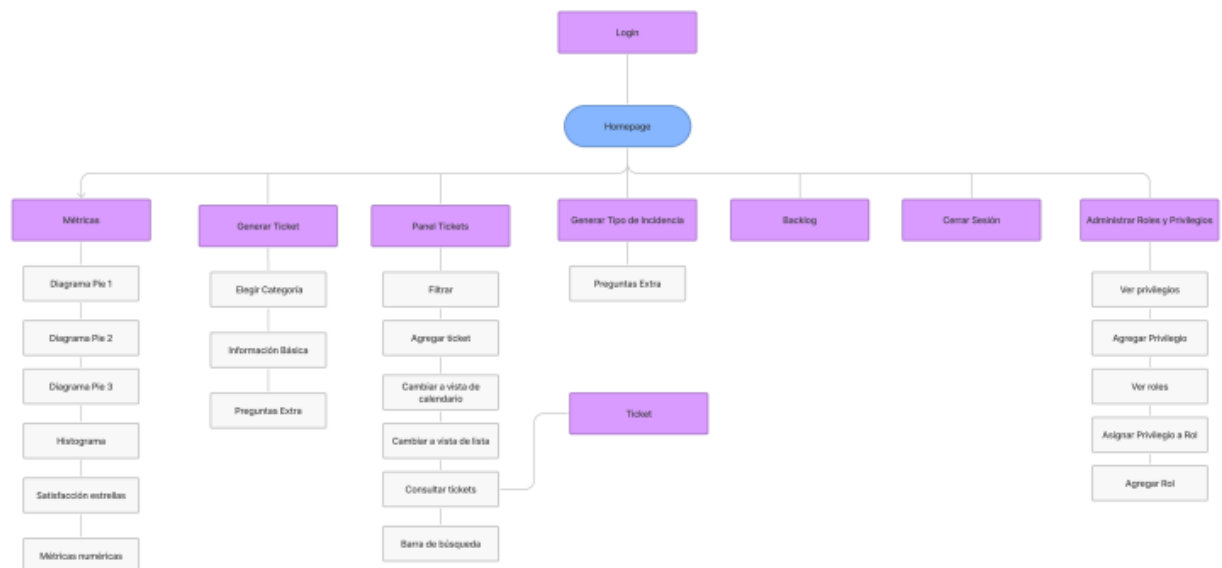 Login
Homepage
Métricas
Generar Ticket
Panel Tickets
Generar Tipo de Incidencia
Backlog
Cerrar Sesión
Administrar Roles y Privilegios
Diagrama Pie 1
Diagrama Pie 2
Diagrama Pie 3
Histograma
Satisfacción estrellas
Métricas numéricas
Elegir Categoría
Información Básica
Preguntas Extra
Filtrar
Agregar ticket
Cambiar a vista de
calendario
Cambiar a vista de lista
Consultar tickets
Barra de búsqueda
Ticket
Preguntas Extra
Ver privilegios
Agregar Privilegio
Ver roles
Asignar Privilegio a Rol
Agregar Rol